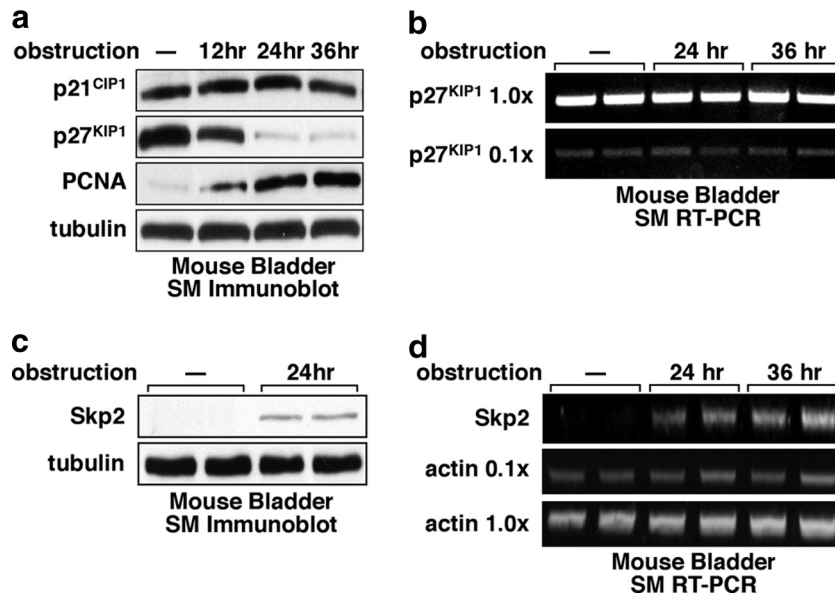 a
obstruction — 12hr 24hr 36hr
p21CIP1
p27KIP1
PCNA
tubulin
Mouse Bladder
SM Immunoblot
b
obstruction — 24 hr 36 hr
p27KIP1 1.0x
p27KIP1 0.1x
Mouse Bladder
SM RT-PCR
c
obstruction — 24hr
Skp2
tubulin
Mouse Bladder
SM Immunoblot
d
obstruction — 24 hr 36 hr
Skp2
actin 0.1x
actin 1.0x
Mouse Bladder
SM RT-PCR